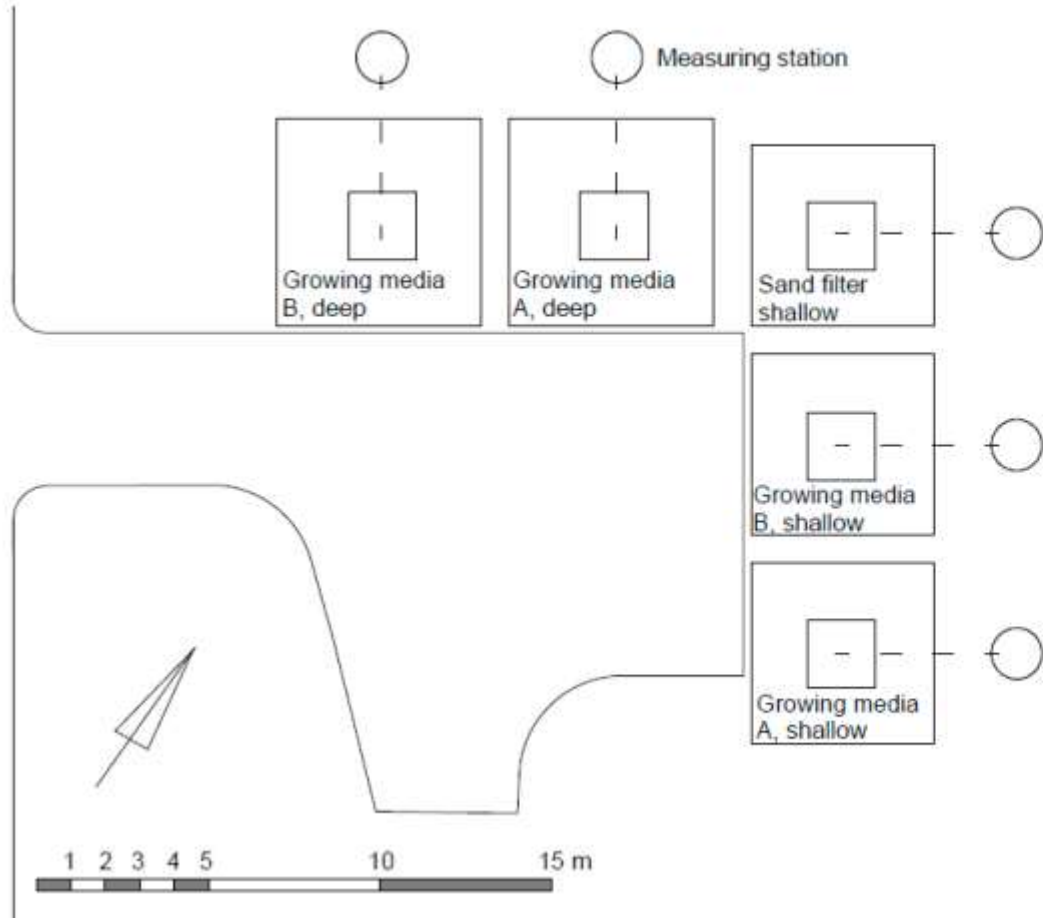 Measuring station
Growing media
B, deep
Growing media
A, deep
Sand filter
shallow
Growing media
B, shallow
Growing media
A, shallow
1 2 3 4 5 10 15 m